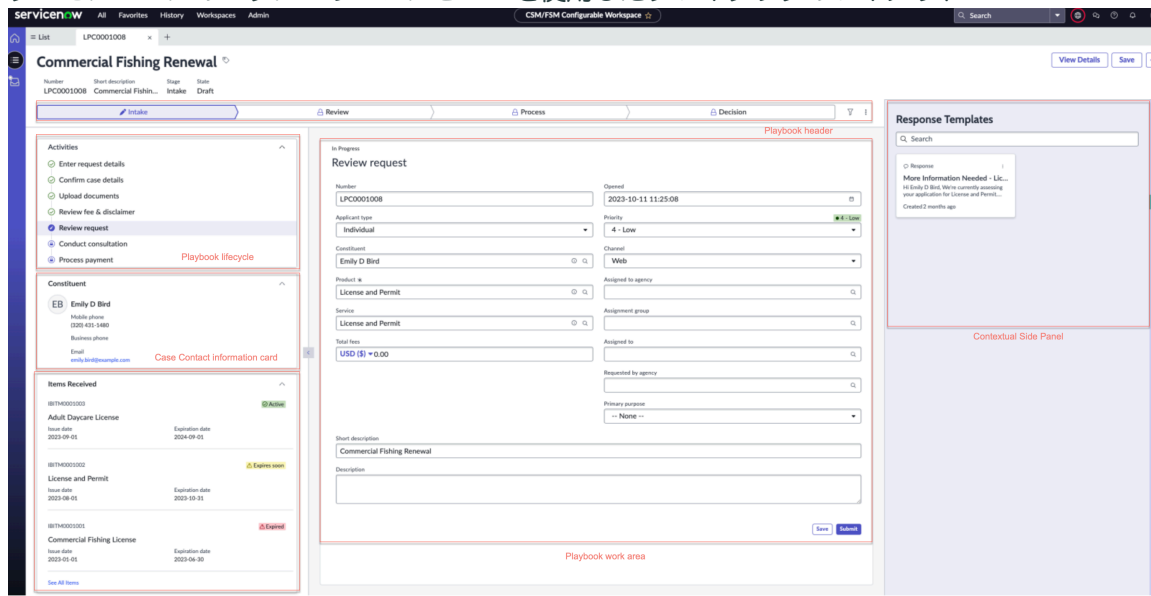 を使用した
servicenow All Favorites History Workspaces Admin CSM/FSM Configurable Workspace Search
List LPC0001008 × +
Commercial Fishing Renewal View Details Save
Number Short description Stage State
LPC0001008 Commercial Fishin... Intake Draft
Intake Review Process Decision
Playbook header
Response Templates
Search
Response
More Information Needed - Lic...
Hi Emily D Bird, We're currently assessing
your application for License and Permit....
Created 2 months ago
Contextual Side Panel
Activities
Enter request details
Confirm case details
Upload documents
Review fee & disclaimer
Review request
Conduct consultation
Process payment
Playbook lifecycle
Constituent
EB Emily D Bird
Mobile phone
(320) 431-1480
Business phone
Email
emily.bird@example.com
Case Contact information card
Items Received
IBITM0001003 Active
Adult Daycare License
Issue date Expiration date
2023-09-01 2024-09-01
IBITM0001002 Expires soon
License and Permit
Issue date Expiration date
2023-08-01 2023-10-31
IBITM0001001 Expired
Commercial Fishing License
Issue date Expiration date
2023-01-01 2023-06-30
See All Items
In Progress
Review request
Number Opened
LPC0001008 2023-10-11 11:25:08
Applicant type Priority 4 - Low
Individual 4 - Low
Constituent Channel
Emily D Bird Web
Product Assigned to agency
License and Permit
Service Assignment group
License and Permit
Total fees Assigned to
USD ($) 0.00
Requested by agency
Primary purpose
-- None --
Short description
Commercial Fishing Renewal
Description
Save Submit
Playbook work area